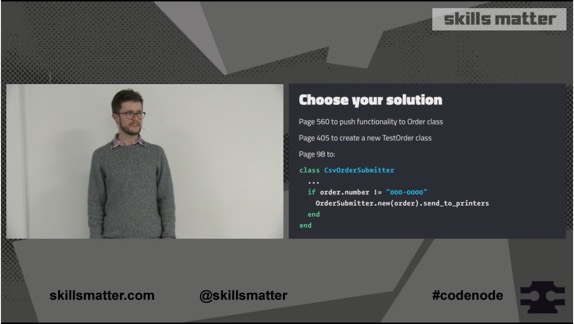 skills matter
Choose your solution
Page 560 to push functionality to Order class
Page 405 to create a new TestOrder class
Page 98 to:
class CsvOrderSubmitter
...
if order.number != "000-0000"
OrderSubmitter.new(order).send_to_printers
end
end
skillsmatter.com @skillsmatter #codenode